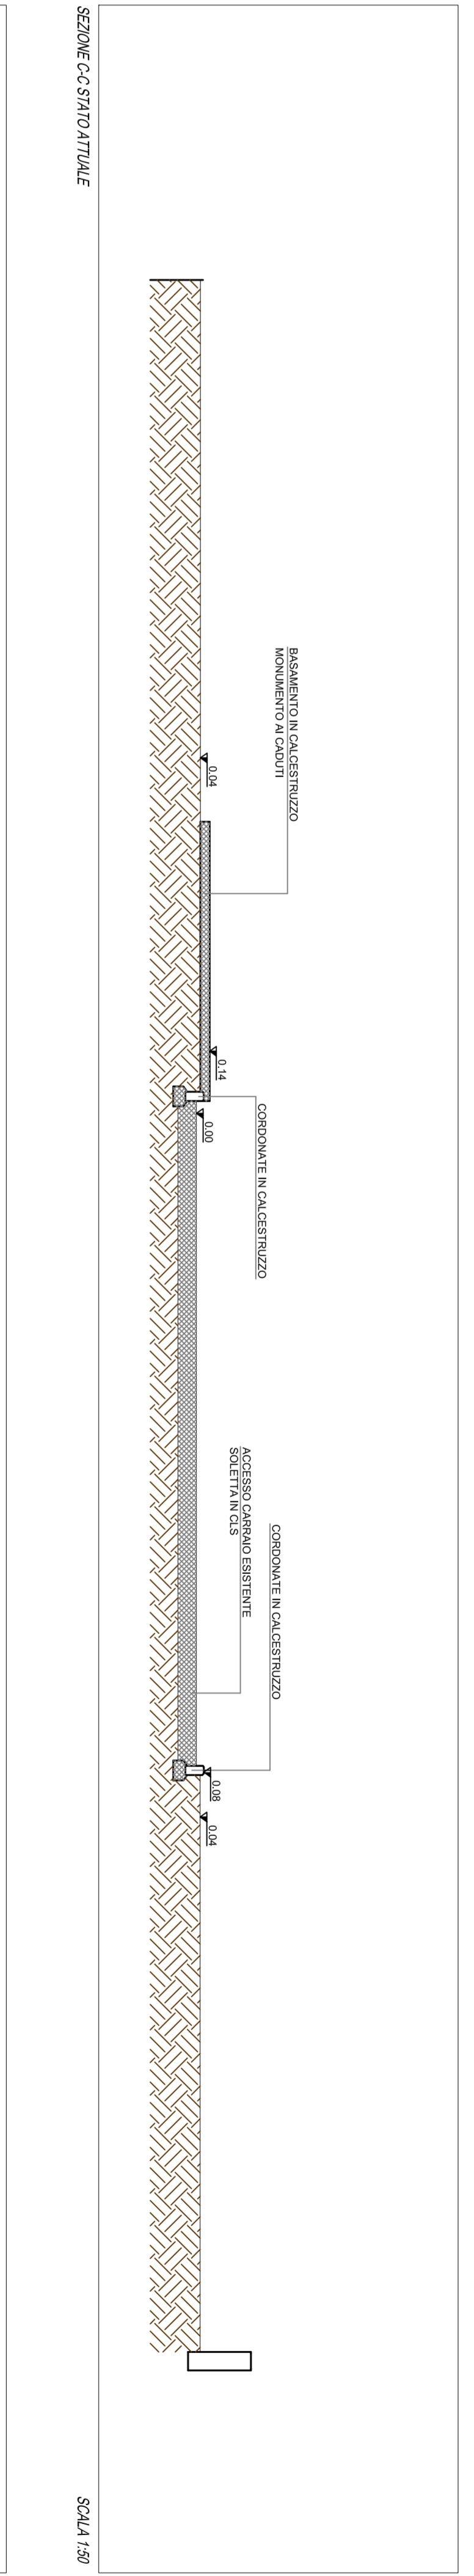 BASAMENTO IN CALCESTRUZZO
MONUMENTO AI CADUTI
0.04
0.14
CORDONATE IN CALCESTRUZZO
0.00
ACCESSO CARRAIO ESISTENTE
SOLETTA IN CLS
CORDONATE IN CALCESTRUZZO
0.08
0.04
SEZIONE C-C STATO ATTUALE
SCALA 1:50